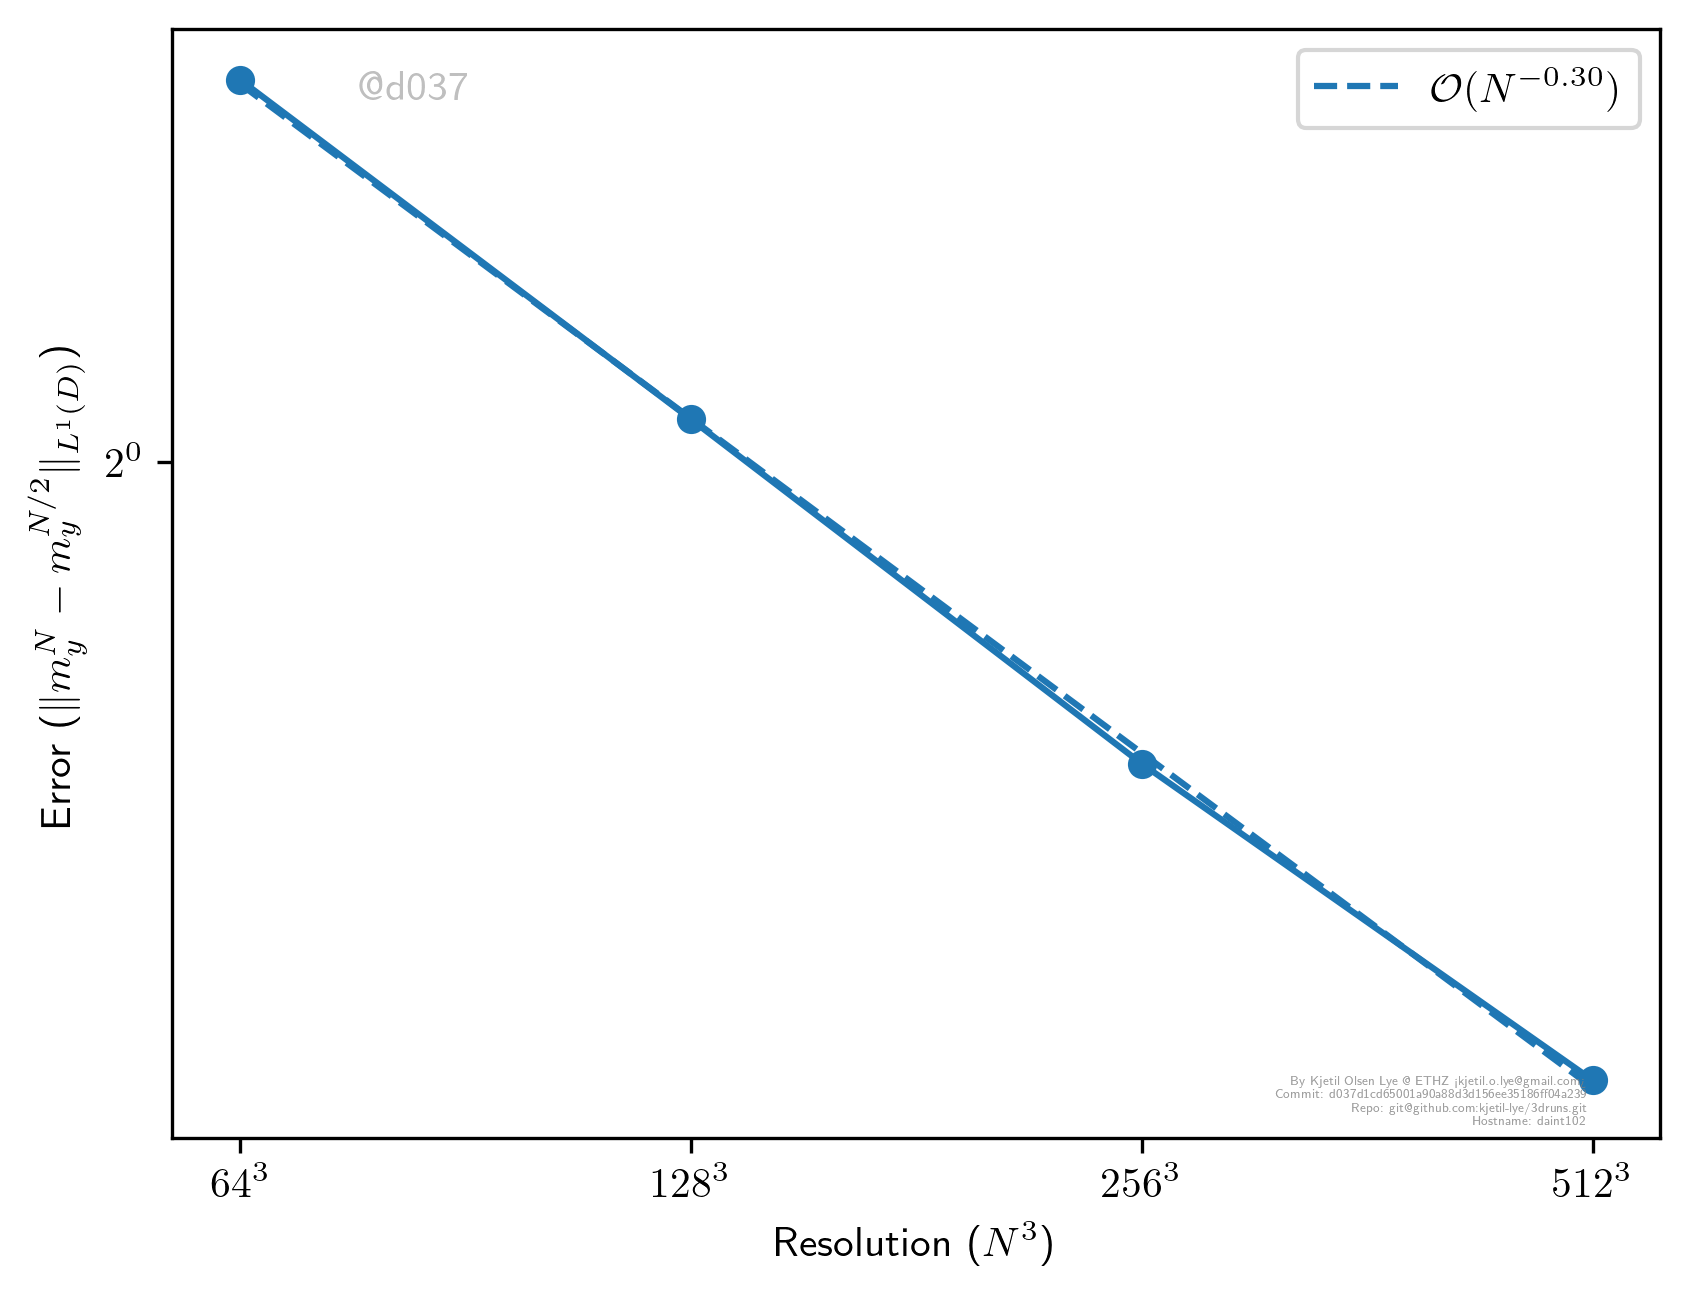 @d037
O(N^{-0.30})
Error (||m_y^N − m_y^{N/2}||_{L^1(D)})
2^0
64^3 128^3 256^3 512^3
Resolution (N^3)
By Kjetil Olsen Lye @ ETHZ ¡kjetil.o.lye@gmail.com
Commit: d037d1cd65001a90a88d3d156ee35186ff04a239
Repo: git@github.com:kjetil-lye/3druns.git
Hostname: daint102